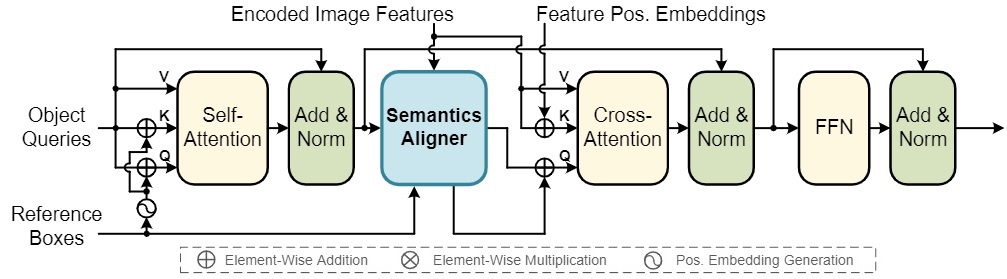 Encoded Image Features
Feature Pos. Embeddings
Object
Queries
Reference
Boxes
V
K
Q
Self-
Attention
Add &
Norm
Semantics
Aligner
V
K
Q
Cross-
Attention
Add &
Norm
FFN
Add &
Norm
Element-Wise Addition
Element-Wise Multiplication
Pos. Embedding Generation